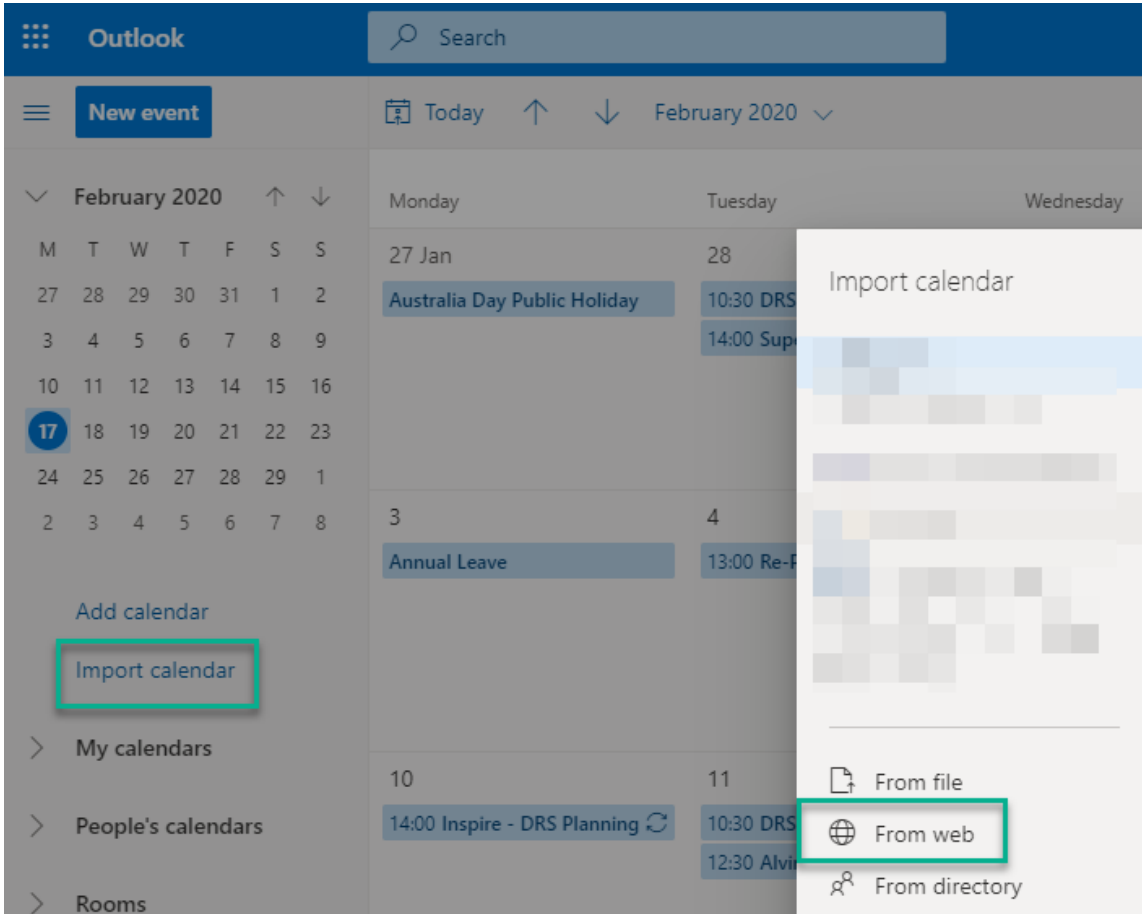 Outlook
Search
New event
Today
February 2020
February 2020
M T W T F S S
27 28 29 30 31 1 2
3 4 5 6 7 8 9
10 11 12 13 14 15 16
17 18 19 20 21 22 23
24 25 26 27 28 29 1
2 3 4 5 6 7 8
Add calendar
Import calendar
My calendars
People's calendars
Rooms
Monday Tuesday Wednesday
27 Jan 28
Australia Day Public Holiday
10:30 DRS
14:00
3 4
Annual Leave
13:00
10 11
14:00 Inspire - DRS Planning
10:30 DRS
12:30
Import calendar
From file
From web
From directory